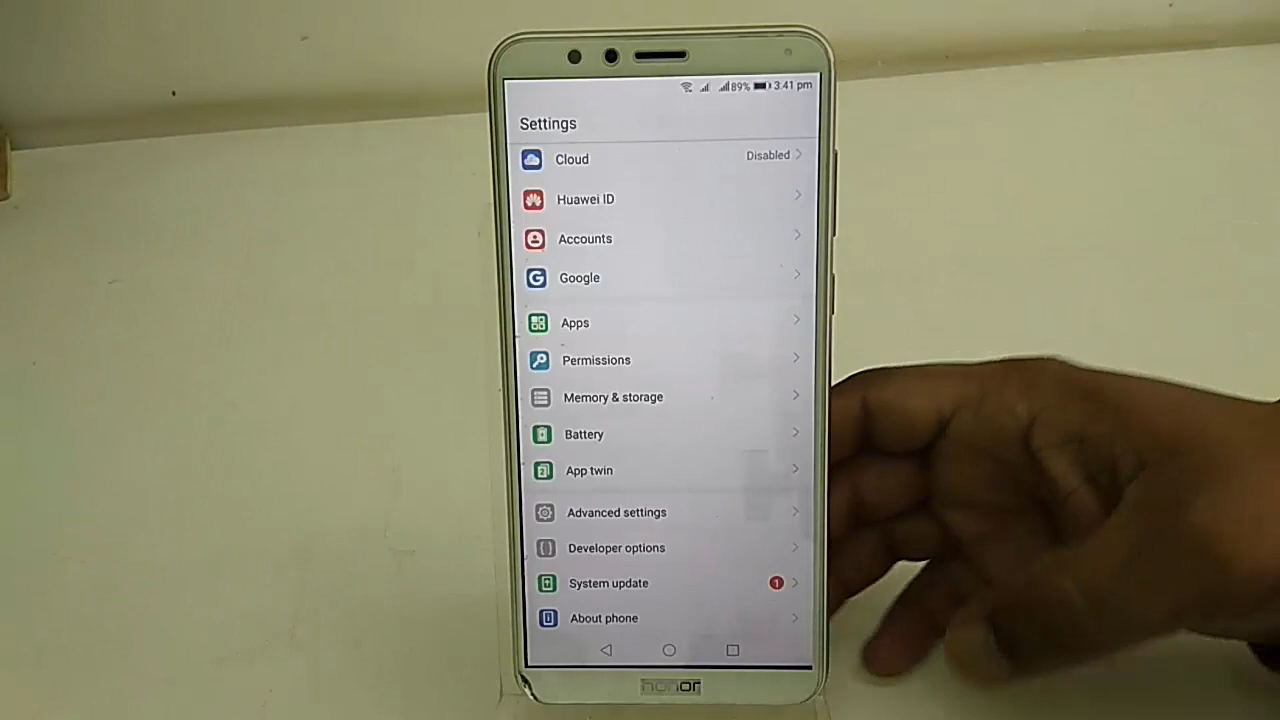 89% 3:41 pm
Settings
Cloud Disabled
Huawei ID
Accounts
Google
Apps
Permissions
Memory & storage
Battery
App twin
Advanced settings
Developer options
System update 1
About phone
honor